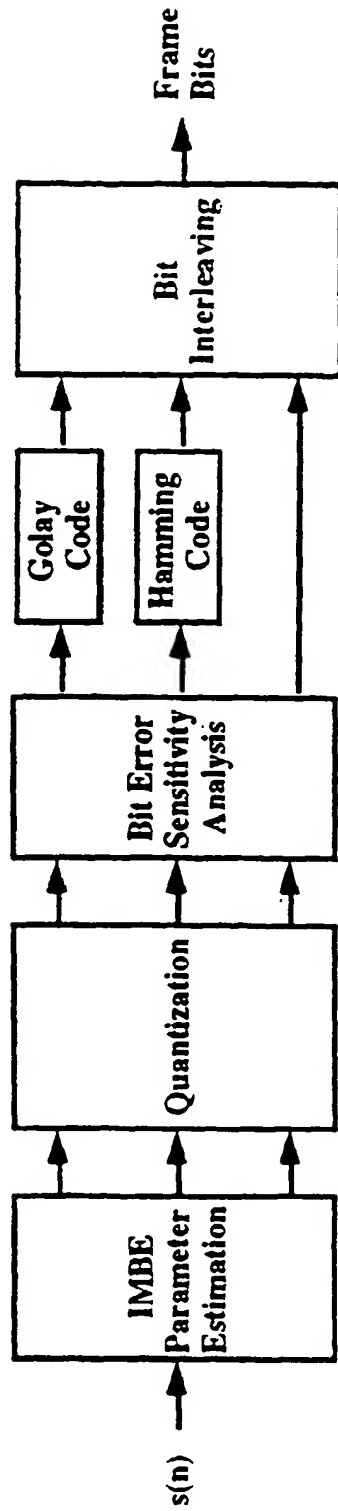 s(n)
IMBE
Parameter
Estimation
Quantization
Bit Error
Sensitivity
Analysis
Golay
Code
Hamming
Code
Bit
Interleaving
Frame
Bits